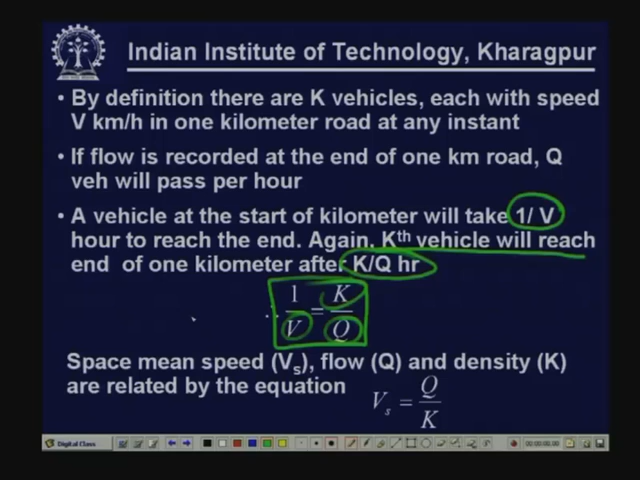 Indian Institute of Technology, Kharagpur
• By definition there are K vehicles, each with speed
V km/h in one kilometer road at any instant
• If flow is recorded at the end of one km road, Q
veh will pass per hour
• A vehicle at the start of kilometer will take 1/ V
hour to reach the end. Again, Kth vehicle will reach
end of one kilometer after K/Q hr
∴ 1/V = K/Q
Space mean speed (Vs), flow (Q) and density (K)
are related by the equation Vs = Q/K
Digital Class